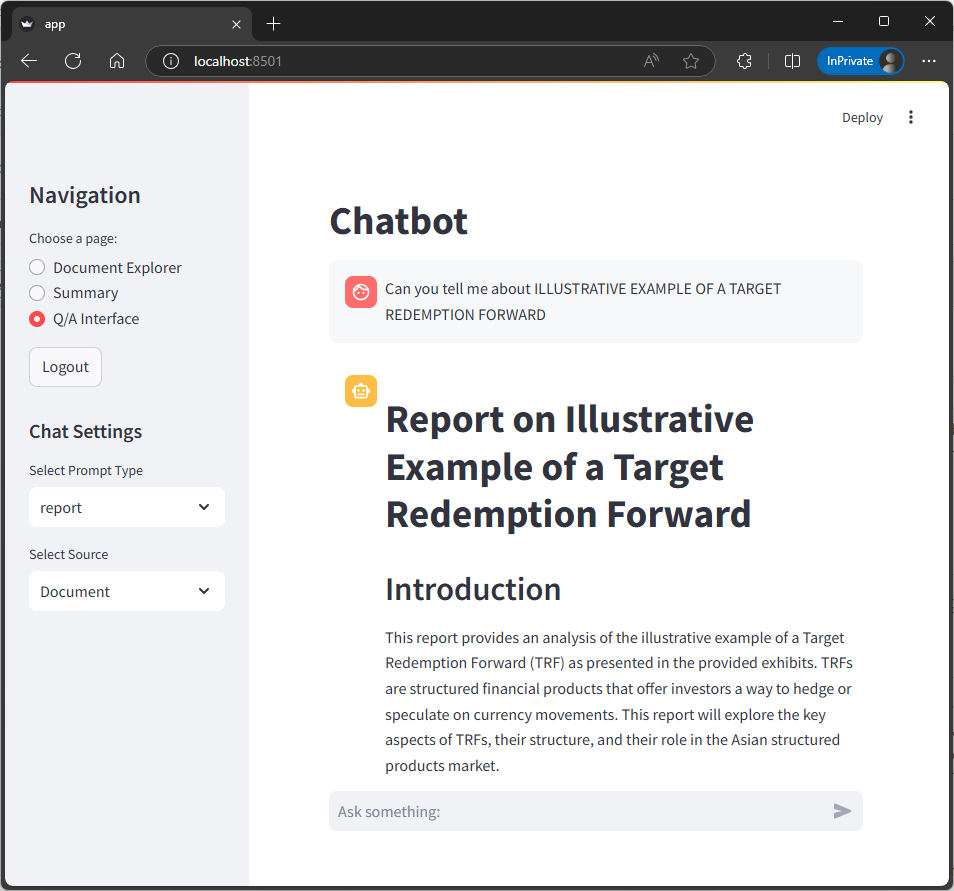 app
localhost:8501
InPrivate
Deploy
Navigation
Choose a page:
Document Explorer
Summary
Q/A Interface
Logout
Chat Settings
Select Prompt Type
report
Select Source
Document
Chatbot
Can you tell me about ILLUSTRATIVE EXAMPLE OF A TARGET
REDEMPTION FORWARD
Report on Illustrative
Example of a Target
Redemption Forward
Introduction
This report provides an analysis of the illustrative example of a Target
Redemption Forward (TRF) as presented in the provided exhibits. TRFs
are structured financial products that offer investors a way to hedge or
speculate on currency movements. This report will explore the key
aspects of TRFs, their structure, and their role in the Asian structured
products market.
Ask something: